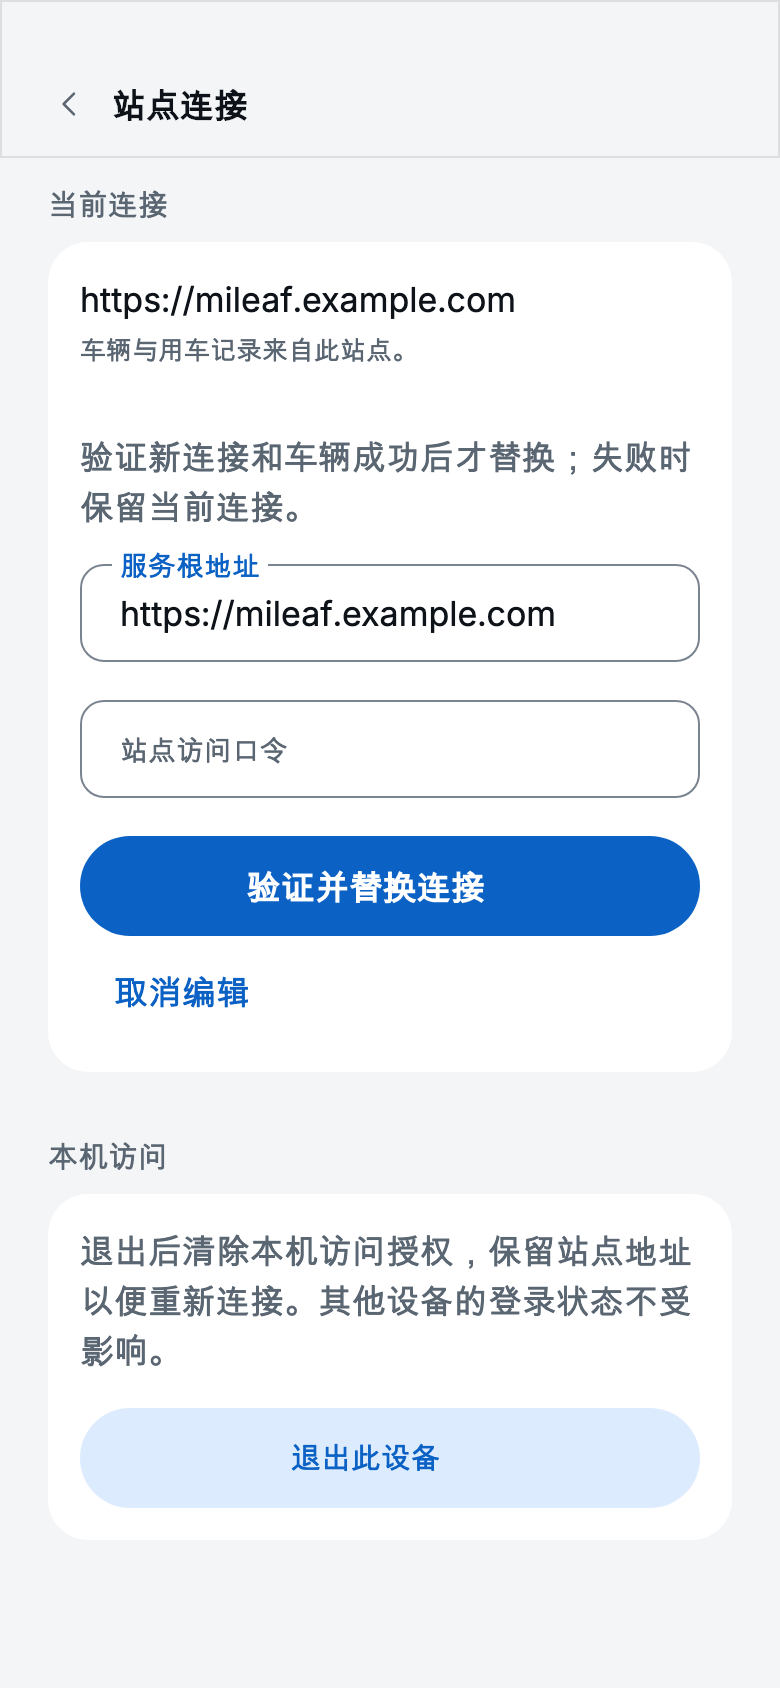 站点连接
当前连接
https://mileaf.example.com
车辆与用车记录来自此站点。
验证新连接和车辆成功后才替换；失败时
保留当前连接。
服务根地址
https://mileaf.example.com
站点访问口令
验证并替换连接
取消编辑
本机访问
退出后清除本机访问授权，保留站点地址
以便重新连接。其他设备的登录状态不受
影响。
退出此设备